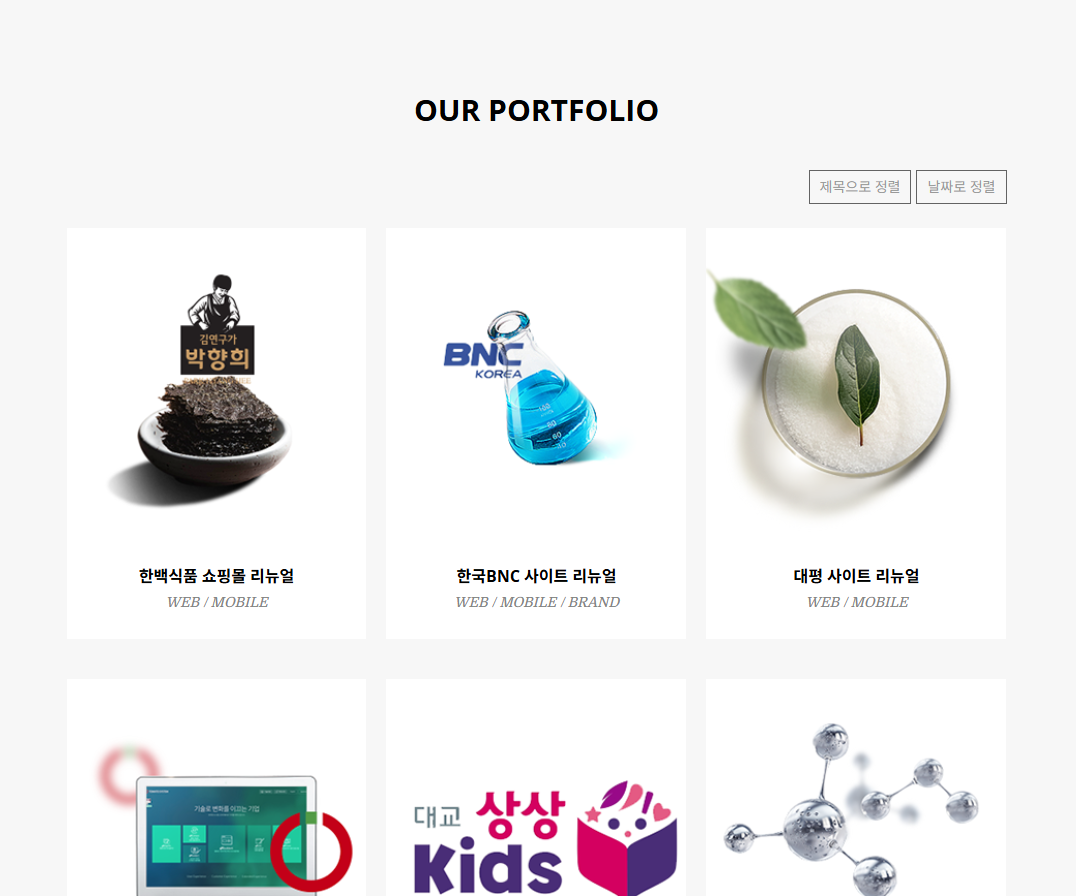 OUR PORTFOLIO
제목으로 정렬
날짜로 정렬
김연구가
박향희
BNC
KOREA
100
80
60
한백식품 쇼핑몰 리뉴얼
WEB / MOBILE
한국BNC 사이트 리뉴얼
WEB / MOBILE / BRAND
대평 사이트 리뉴얼
WEB / MOBILE
기술로 변화를 이끄는 기업
대교 상상
Kids